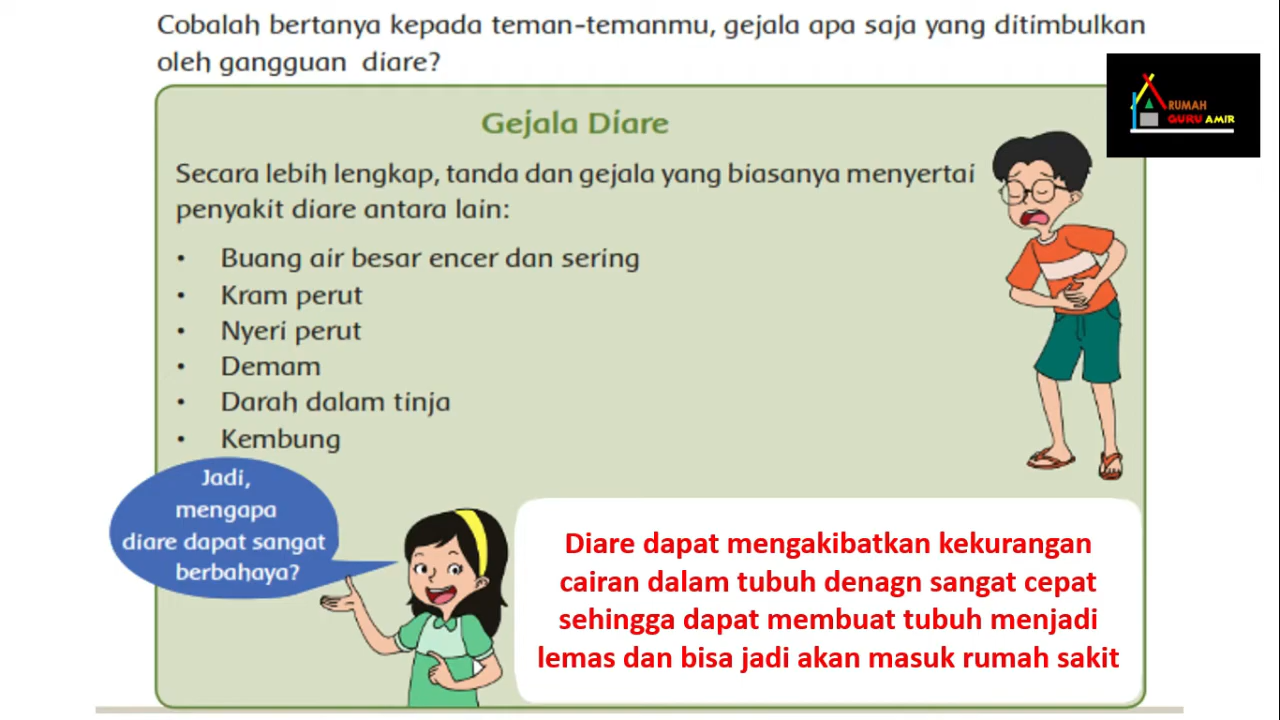 Cobalah bertanya kepada teman-temanmu, gejala apa saja yang ditimbulkan
oleh gangguan diare?
RUMAH
GURU AMIR
Gejala Diare
Secara lebih lengkap, tanda dan gejala yang biasanya menyertai
penyakit diare antara lain:
• Buang air besar encer dan sering
• Kram perut
• Nyeri perut
• Demam
• Darah dalam tinja
• Kembung
Jadi,
mengapa
diare dapat sangat
berbahaya?
Diare dapat mengakibatkan kekurangan
cairan dalam tubuh denagn sangat cepat
sehingga dapat membuat tubuh menjadi
lemas dan bisa jadi akan masuk rumah sakit